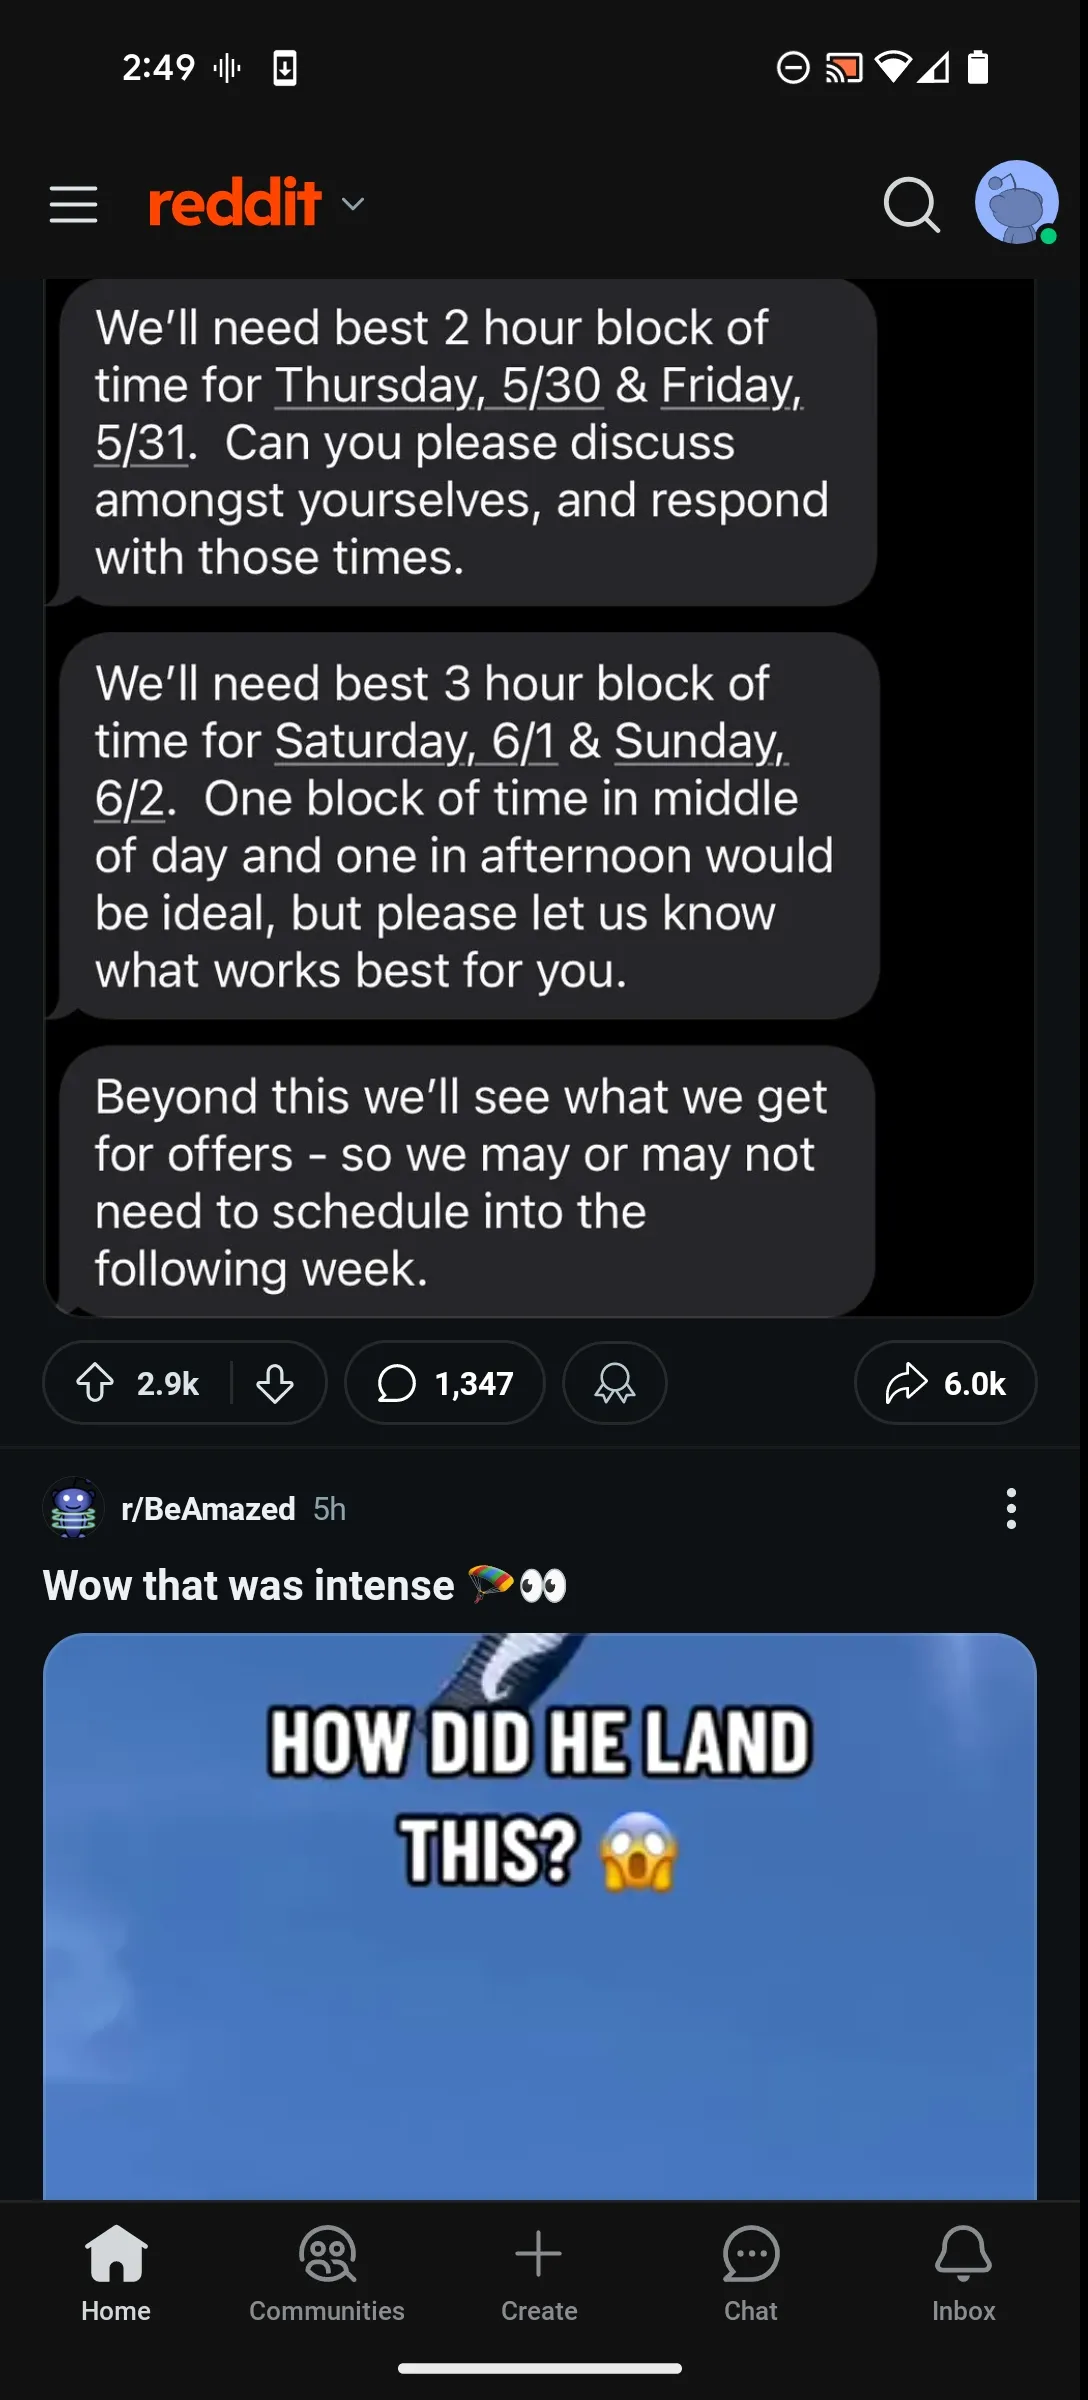 2:49
reddit
We'll need best 2 hour block of
time for Thursday, 5/30 & Friday,
5/31.  Can you please discuss
amongst yourselves, and respond
with those times.
We'll need best 3 hour block of
time for Saturday, 6/1 & Sunday,
6/2.  One block of time in middle
of day and one in afternoon would
be ideal, but please let us know
what works best for you.
Beyond this we'll see what we get
for offers - so we may or may not
need to schedule into the
following week.
2.9k 1,347 6.0k
r/BeAmazed 5h
Wow that was intense 🪂👀
HOW DID HE LAND
THIS? 😱
Home Communities Create Chat Inbox